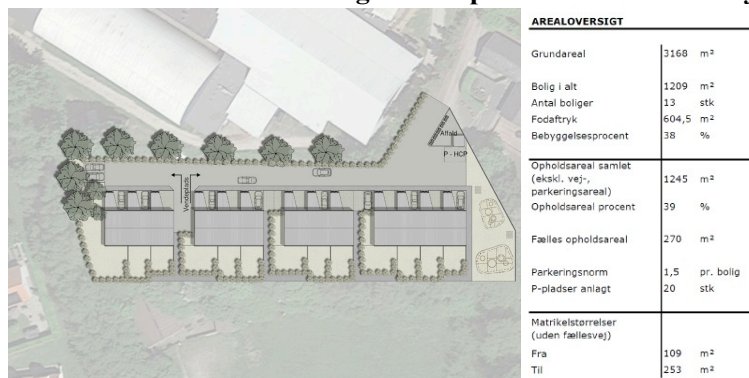 AREALOVERSIGT
Grundareal 3168 m²
Bolig i alt 1209 m²
Antal boliger 13 stk
Fodaftryk 604,5 m²
Bebyggelsesprocent 38 %
Opholdsareal samlet
(ekskl. vej-,
parkeringsareal) 1245 m²
Opholdsareal procent 39 %
Fælles opholdsareal 270 m²
Parkeringsnorm 1,5 pr. bolig
P-pladser anlagt 20 stk
Matrikelstørrelser
(uden fællesvej)
Fra 109 m²
Til 253 m²
Affald
P - HCP
Vendeplads